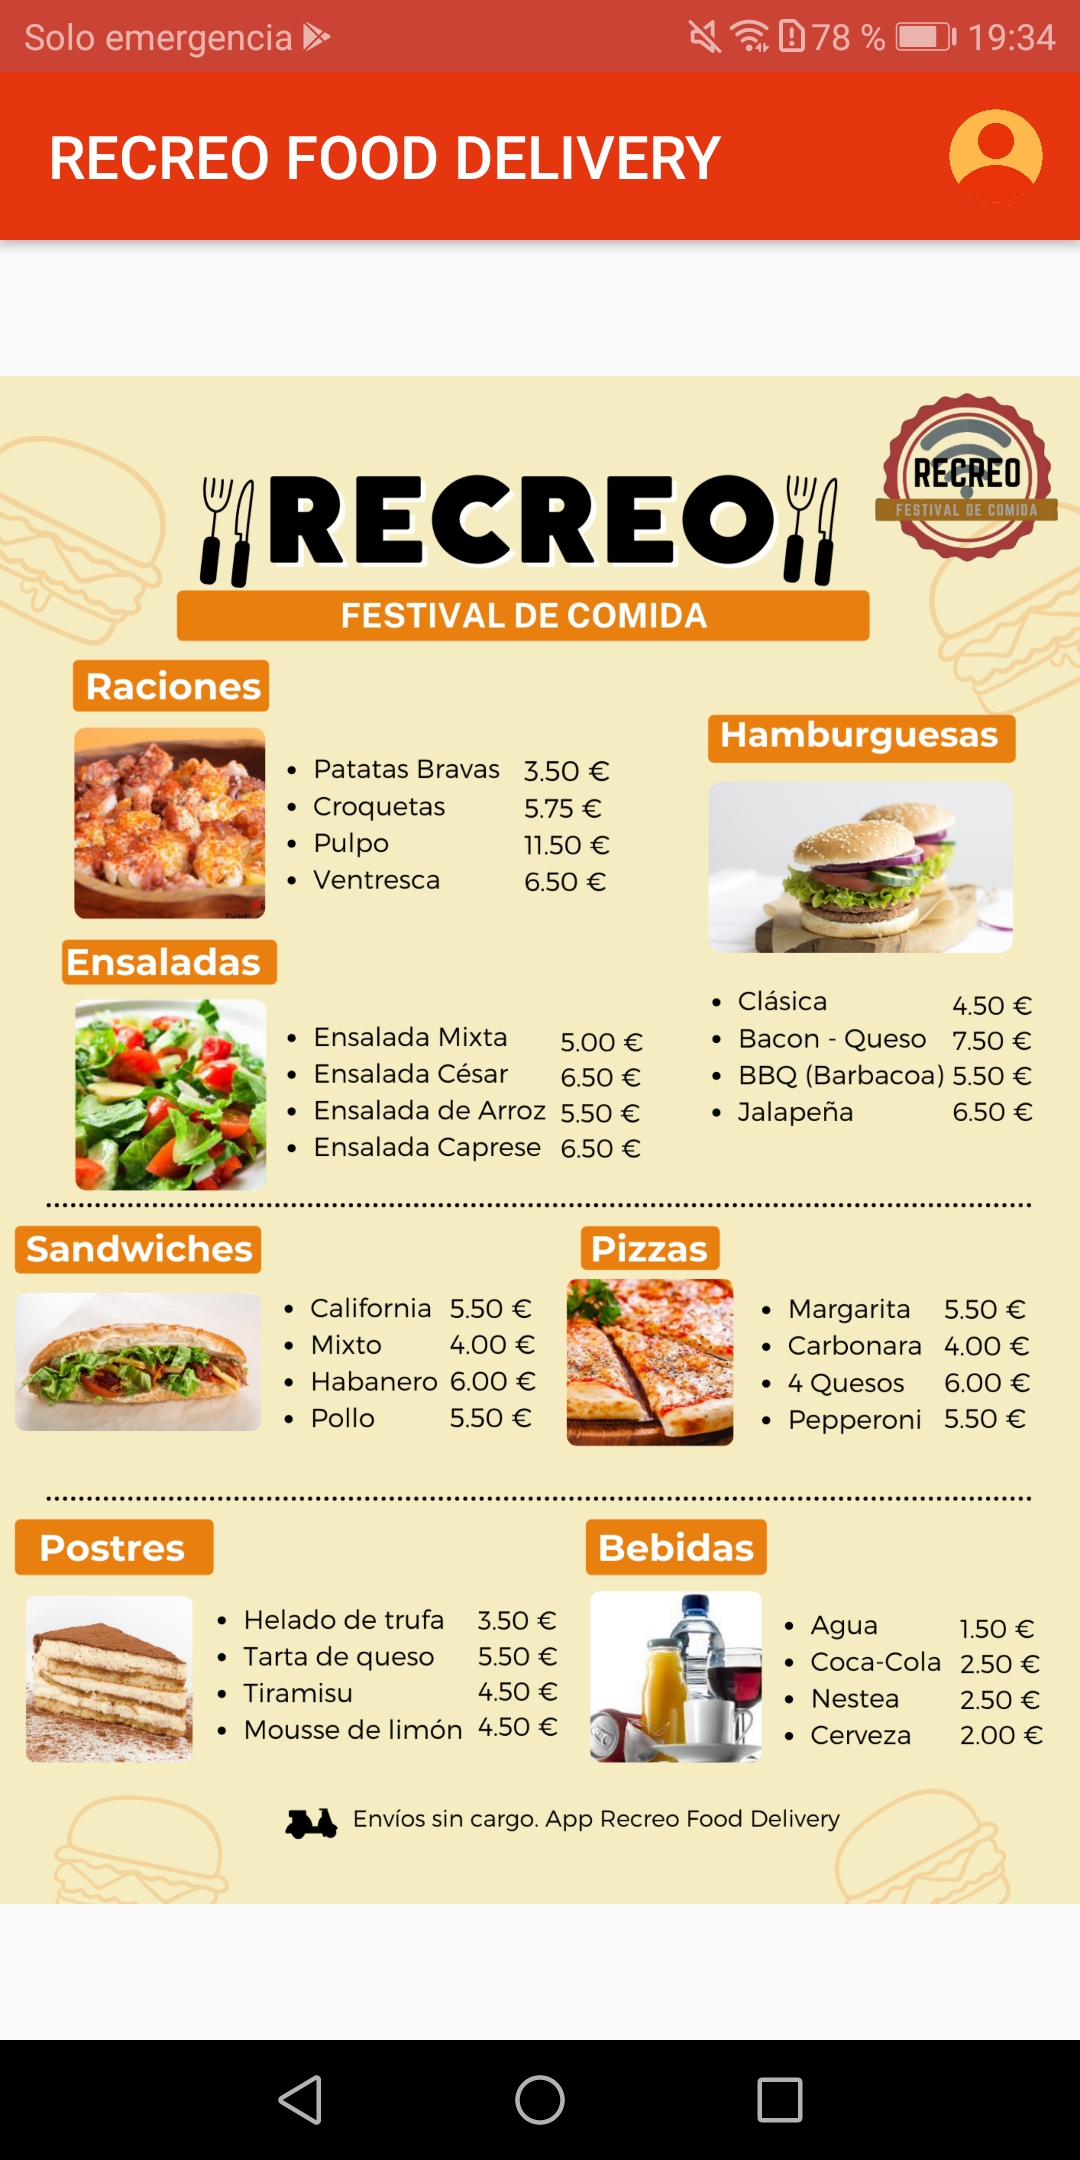 Solo emergencia 78 % 19:34
RECREO FOOD DELIVERY
RECREO
FESTIVAL DE COMIDA
RECREO
FESTIVAL DE COMIDA
Raciones
• Patatas Bravas 3.50 €
• Croquetas 5.75 €
• Pulpo 11.50 €
• Ventresca 6.50 €
Hamburguesas
• Clásica 4.50 €
• Bacon - Queso 7.50 €
• BBQ (Barbacoa) 5.50 €
• Jalapeña 6.50 €
Ensaladas
• Ensalada Mixta 5.00 €
• Ensalada César 6.50 €
• Ensalada de Arroz 5.50 €
• Ensalada Caprese 6.50 €
Sandwiches
• California 5.50 €
• Mixto 4.00 €
• Habanero 6.00 €
• Pollo 5.50 €
Pizzas
• Margarita 5.50 €
• Carbonara 4.00 €
• 4 Quesos 6.00 €
• Pepperoni 5.50 €
Postres
• Helado de trufa 3.50 €
• Tarta de queso 5.50 €
• Tiramisu 4.50 €
• Mousse de limón 4.50 €
Bebidas
• Agua 1.50 €
• Coca-Cola 2.50 €
• Nestea 2.50 €
• Cerveza 2.00 €
Envíos sin cargo. App Recreo Food Delivery